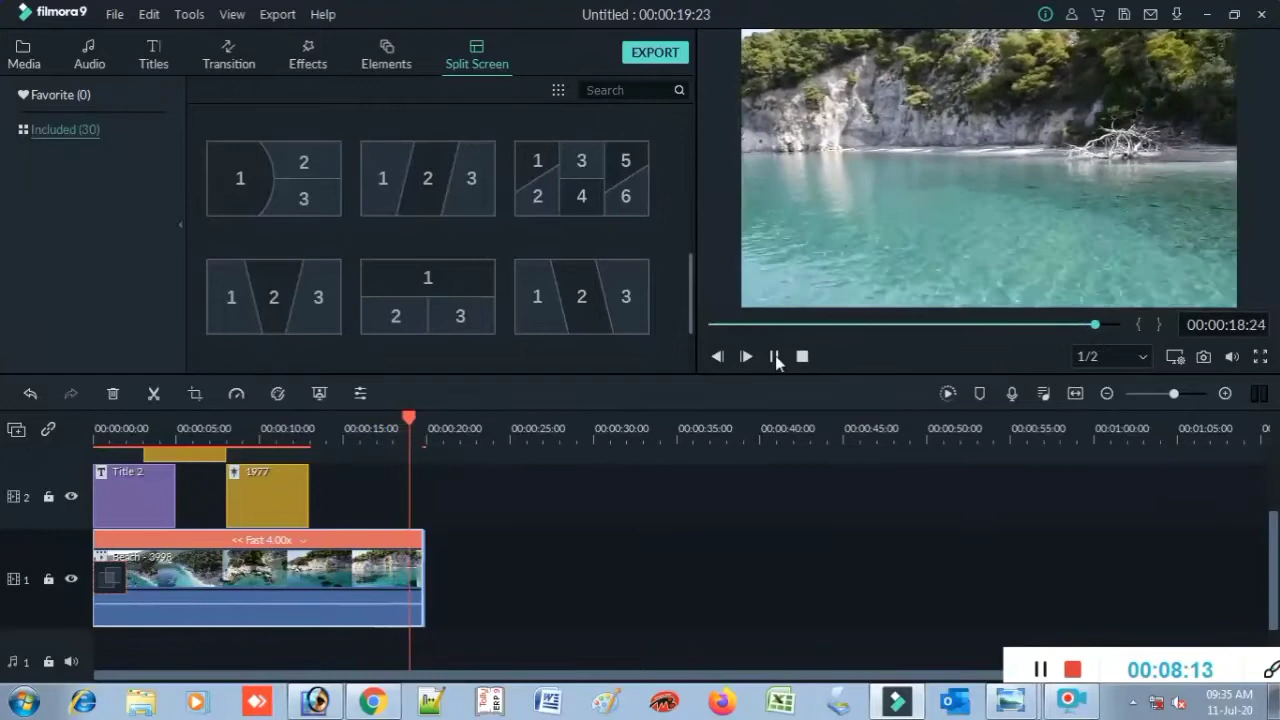 filmora9 File Edit Tools View Export Help Untitled : 00:00:19:23
Media Audio Titles Transition Effects Elements Split Screen EXPORT
Favorite (0) Search
Included (30)
1 2 3
1 2 3
1 2 3 4 5 6
1 2 3
1 2 3
1 2 3
{ } 00:00:18:24
1/2
00:00:00:00 00:00:05:00 00:00:10:00 00:00:15:00 00:00:20:00 00:00:25:00 00:00:30:00 00:00:35:00 00:00:40:00 00:00:45:00 00:00:50:00 00:00:55:00 00:01:00:00 00:01:05:00
2 T Title 2 1977
<< Fast 4.00x
1 Beach - 3998
1
00:08:13
09:35 AM
11-Jul-20